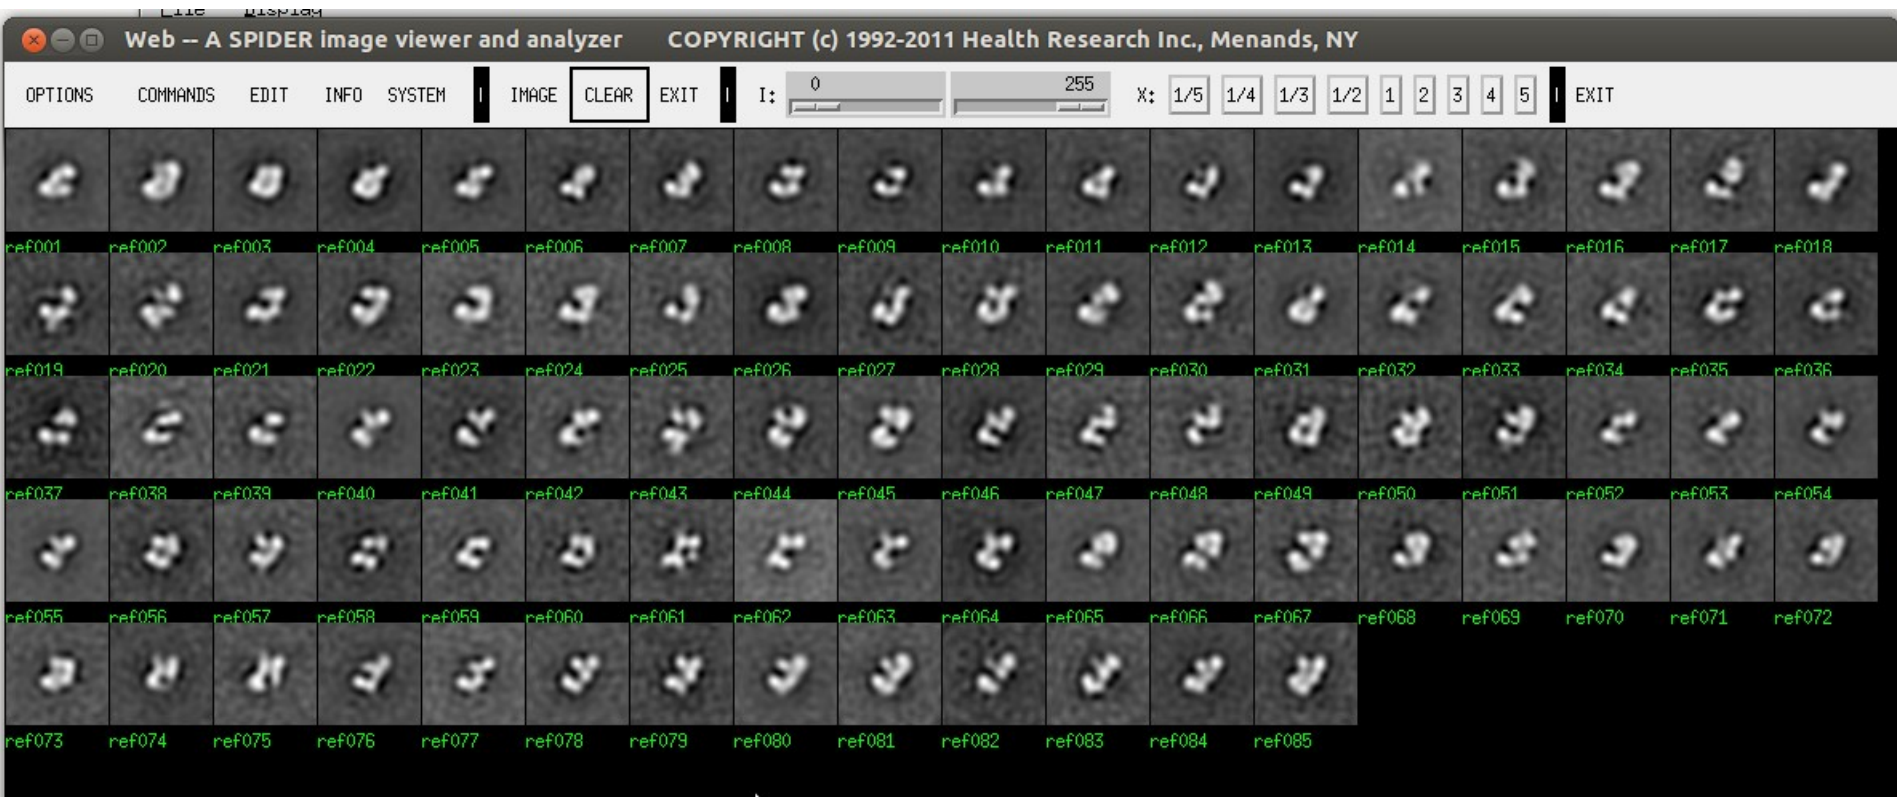 File Display
Web -- A SPIDER image viewer and analyzer COPYRIGHT (c) 1992-2011 Health Research Inc., Menands, NY
OPTIONS COMMANDS EDIT INFO SYSTEM | IMAGE CLEAR EXIT | I: 0 255 X: 1/5 1/4 1/3 1/2 1 2 3 4 5 | EXIT
ref001 ref002 ref003 ref004 ref005 ref006 ref007 ref008 ref009 ref010 ref011 ref012 ref013 ref014 ref015 ref016 ref017 ref018
ref019 ref020 ref021 ref022 ref023 ref024 ref025 ref026 ref027 ref028 ref029 ref030 ref031 ref032 ref033 ref034 ref035 ref036
ref037 ref038 ref039 ref040 ref041 ref042 ref043 ref044 ref045 ref046 ref047 ref048 ref049 ref050 ref051 ref052 ref053 ref054
ref055 ref056 ref057 ref058 ref059 ref060 ref061 ref062 ref063 ref064 ref065 ref066 ref067 ref068 ref069 ref070 ref071 ref072
ref073 ref074 ref075 ref076 ref077 ref078 ref079 ref080 ref081 ref082 ref083 ref084 ref085